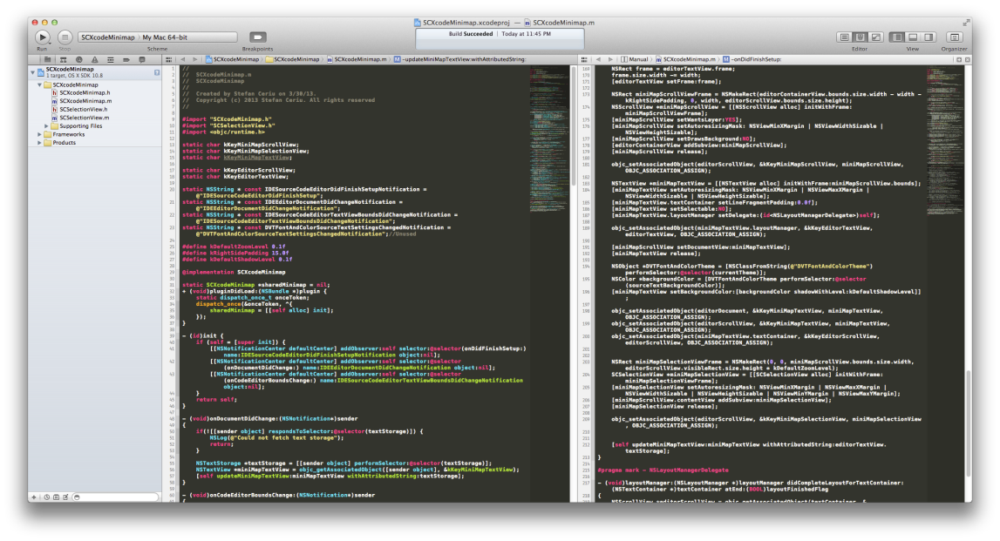 SCXcodeMinimap.xcodeproj — SCXcodeMinimap.m
SCXcodeMinimap My Mac 64-bit
Build Succeeded | Today at 11:45 PM
Run Stop Scheme Breakpoints Editor View Organizer
SCXcodeMinimap SCXcodeMinimap SCXcodeMinimap.m -updateMiniMapTextView:withAttributedString:
Manual SCXcodeMinimap.m -onDidFinishSetup:
SCXcodeMinimap
1 target, OS X SDK 10.8
SCXcodeMinimap
SCXcodeMinimap.h
SCXcodeMinimap.m
SCSelectionView.h
SCSelectionView.m
Supporting Files
Frameworks
Products
//
//  SCXcodeMinimap.m
//  SCXcodeMinimap
//
//  Created by Stefan Ceriu on 3/30/13.
//  Copyright (c) 2013 Stefan Ceriu. All rights reserved
#import "SCXcodeMinimap.h"
#import "SCSelectionView.h"
#import <objc/runtime.h>
static char kKeyMiniMapScrollView;
static char kKeyMiniMapSelectionView;
static char kKeyMiniMapTextView;
static char kKeyEditorScrollView;
static char kKeyEditorTextView;
static NSString * const IDESourceCodeEditorDidFinishSetupNotification =
@"IDESourceCodeEditorDidFinishSetup";
static NSString * const IDEEditorDocumentDidChangeNotification =
@"IDEEditorDocumentDidChangeNotification";
static NSString * const IDESourceCodeEditorTextViewBoundsDidChangeNotification =
@"IDESourceCodeEditorTextViewBoundsDidChangeNotification";
static NSString * const DVTFontAndColorSourceTextSettingsChangedNotification =
@"DVTFontAndColorSourceTextSettingsChangedNotification";//Unused
#define kDefaultZoomLevel 0.1f
#define kRightSidePadding 15.0f
#define kDefaultShadowLevel 0.1f
@implementation SCXcodeMinimap
static SCXcodeMinimap *sharedMinimap = nil;
+ (void)pluginDidLoad:(NSBundle *)plugin {
static dispatch_once_t onceToken;
dispatch_once(&onceToken, ^{
sharedMinimap = [[self alloc] init];
});
}
- (id)init {
if (self = [super init]) {
[[NSNotificationCenter defaultCenter] addObserver:self selector:@selector(onDidFinishSetup:)
name:IDESourceCodeEditorDidFinishSetupNotification object:nil];
[[NSNotificationCenter defaultCenter] addObserver:self selector:@selector
(onDocumentDidChange:) name:IDEEditorDocumentDidChangeNotification object:nil];
[[NSNotificationCenter defaultCenter] addObserver:self selector:@selector
(onCodeEditorBoundsChange:) name:IDESourceCodeEditorTextViewBoundsDidChangeNotification
object:nil];
}
return self;
}
- (void)onDocumentDidChange:(NSNotification*)sender
{
if(![[sender object] respondsToSelector:@selector(textStorage)]) {
NSLog(@"Could not fetch text storage");
return;
}
NSTextStorage *textStorage = [[sender object] performSelector:@selector(textStorage)];
NSTextView *miniMapTextView = objc_getAssociatedObject([sender object], &kKeyMiniMapTextView);
[self updateMiniMapTextView:miniMapTextView withAttributedString:textStorage];
}
- (void)onCodeEditorBoundsChange:(NSNotification*)sender
{
NSRect frame = editorTextView.frame;
frame.size.width -= width;
[editorTextView setFrame:frame];
NSRect miniMapScrollViewFrame = NSMakeRect(editorContainerView.bounds.size.width - width -
kRightSidePadding, 0, width, editorScrollView.bounds.size.height);
NSScrollView *miniMapScrollView = [[NSScrollView alloc] initWithFrame:
miniMapScrollViewFrame];
[miniMapScrollView setWantsLayer:YES];
[miniMapScrollView setAutoresizingMask: NSViewMinXMargin | NSViewWidthSizable |
NSViewHeightSizable];
[miniMapScrollView setDrawsBackground:NO];
[editorContainerView addSubview:miniMapScrollView];
[miniMapScrollView release];
objc_setAssociatedObject(editorScrollView, &kKeyMiniMapScrollView, miniMapScrollView,
OBJC_ASSOCIATION_ASSIGN);
NSTextView *miniMapTextView = [[NSTextView alloc] initWithFrame:miniMapScrollView.bounds];
[miniMapTextView setAutoresizingMask: NSViewMinXMargin | NSViewMaxXMargin |
NSViewWidthSizable | NSViewHeightSizable];
[miniMapTextView.textContainer setLineFragmentPadding:0.0f];
[miniMapTextView setSelectable:NO];
[miniMapTextView.layoutManager setDelegate:(id<NSLayoutManagerDelegate>)self];
objc_setAssociatedObject(miniMapTextView.layoutManager, &kKeyEditorTextView,
editorTextView, OBJC_ASSOCIATION_ASSIGN);
[miniMapScrollView setDocumentView:miniMapTextView];
[miniMapTextView release];
NSObject *DVTFontAndColorTheme = [NSClassFromString(@"DVTFontAndColorTheme")
performSelector:@selector(currentTheme)];
NSColor *backgroundColor = [DVTFontAndColorTheme performSelector:@selector
(sourceTextBackgroundColor)];
[miniMapTextView setBackgroundColor:[backgroundColor shadowWithLevel:kDefaultShadowLevel]]
;
objc_setAssociatedObject(editorDocument, &kKeyMiniMapTextView, miniMapTextView,
OBJC_ASSOCIATION_ASSIGN);
objc_setAssociatedObject(editorTextView, &kKeyMiniMapTextView, miniMapTextView,
OBJC_ASSOCIATION_ASSIGN);
objc_setAssociatedObject(miniMapTextView.textContainer, &kKeyEditorScrollView,
editorScrollView, OBJC_ASSOCIATION_ASSIGN);
NSRect miniMapSelectionViewFrame = NSMakeRect(0, 0, miniMapScrollView.bounds.size.width,
editorScrollView.visibleRect.size.height * kDefaultZoomLevel);
SCSelectionView *miniMapSelectionView = [[SCSelectionView alloc] initWithFrame:
miniMapSelectionViewFrame];
[miniMapSelectionView setAutoresizingMask: NSViewMinXMargin | NSViewMaxXMargin |
NSViewWidthSizable | NSViewHeightSizable | NSViewMinYMargin | NSViewMaxYMargin];
[miniMapScrollView.contentView addSubview:miniMapSelectionView];
[miniMapSelectionView release];
objc_setAssociatedObject(editorScrollView, &kKeyMiniMapSelectionView, miniMapSelectionView
, OBJC_ASSOCIATION_ASSIGN);
[self updateMiniMapTextView:miniMapTextView withAttributedString:editorTextView.
textStorage];
}
#pragma mark - NSLayoutManagerDelegate
- (void)layoutManager:(NSLayoutManager *)layoutManager didCompleteLayoutForTextContainer:
(NSTextContainer *)textContainer atEnd:(BOOL)layoutFinishedFlag
{